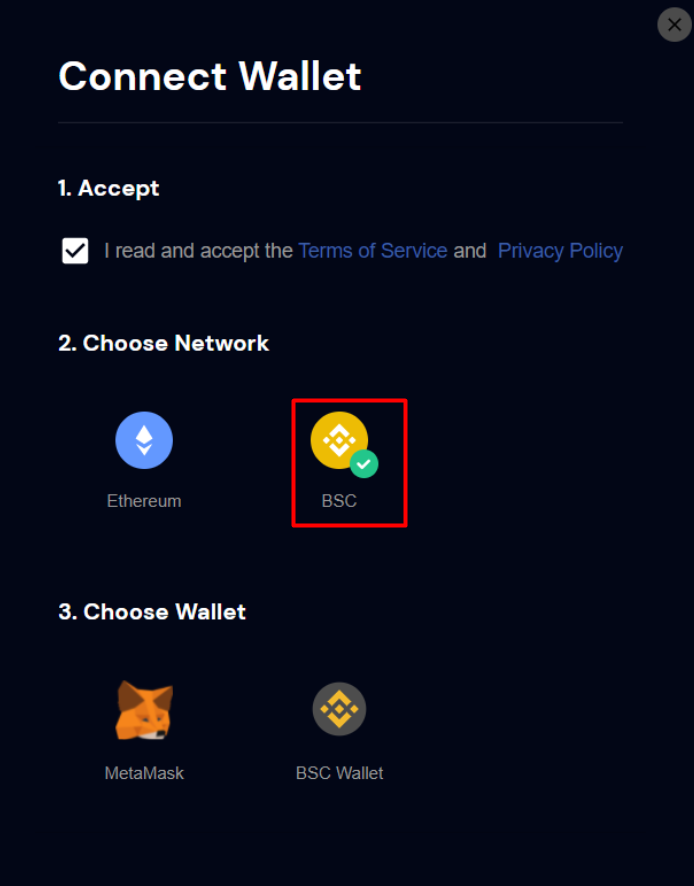 Connect Wallet
1. Accept
I read and accept the Terms of Service and Privacy Policy
2. Choose Network
Ethereum BSC
3. Choose Wallet
MetaMask BSC Wallet